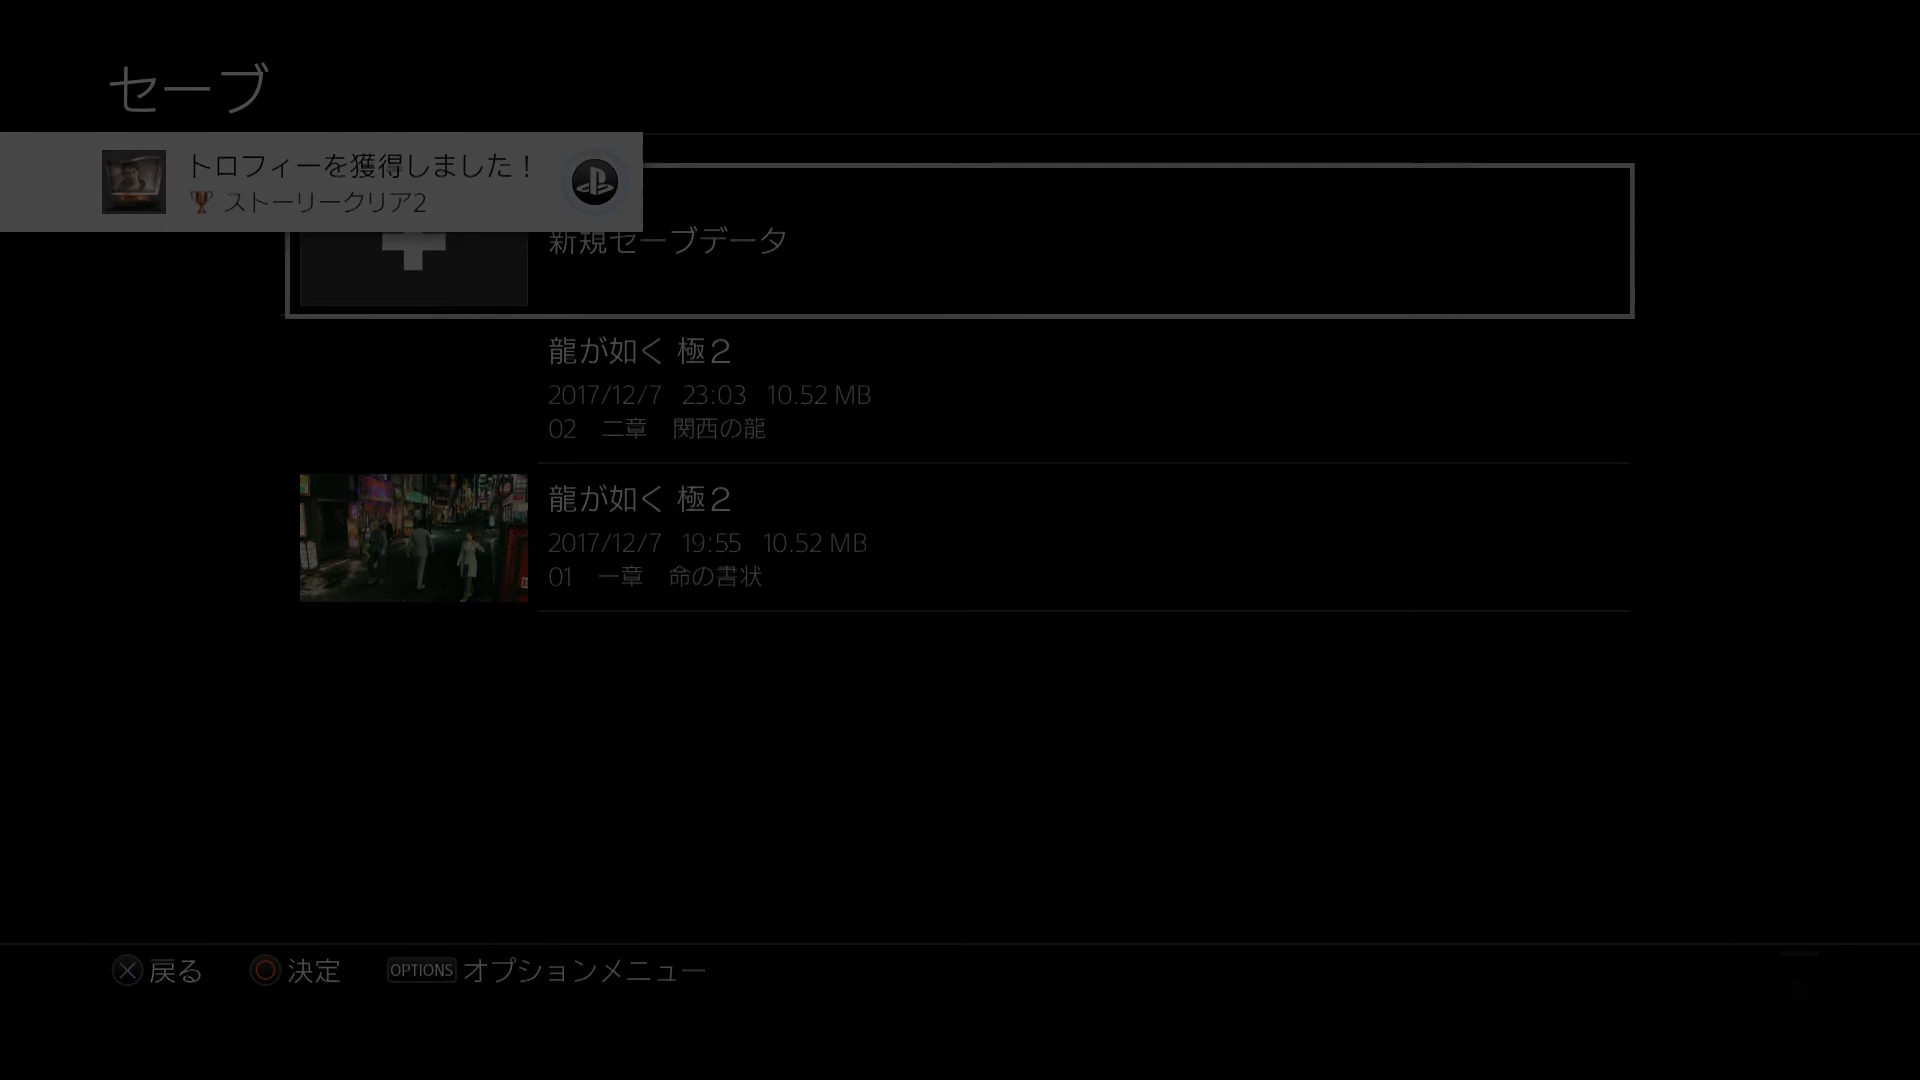 セーブ
トロフィーを獲得しました！
ストーリークリア2
新規セーブデータ
龍が如く 極２
2017/12/7 23:03 10.52 MB
02　二章　関西の龍
龍が如く 極２
2017/12/7 19:55 10.52 MB
01　一章　命の書状
戻る 決定 OPTIONS オプションメニュー